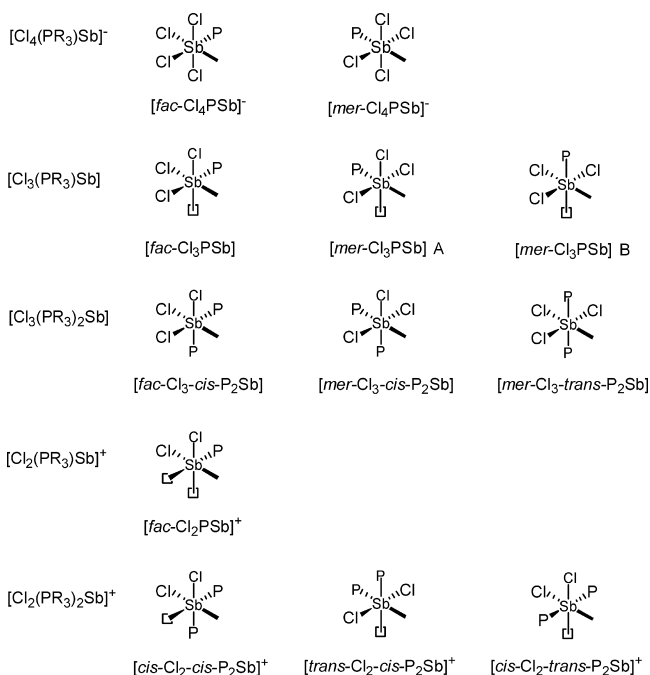 [Cl₄(PR₃)Sb]⁻
Cl
Cl P
Sb
Cl
Cl
[fac-Cl₄PSb]⁻
Cl
P Cl
Sb
Cl
Cl
[mer-Cl₄PSb]⁻
[Cl₃(PR₃)Sb]
Cl
Cl P
Sb
Cl
[fac-Cl₃PSb]
Cl
P Cl
Sb
Cl
[mer-Cl₃PSb] A
P
Cl Cl
Sb
Cl
[mer-Cl₃PSb] B
[Cl₃(PR₃)₂Sb]
Cl
Cl P
Sb
Cl
P
[fac-Cl₃-cis-P₂Sb]
Cl
P Cl
Sb
Cl
P
[mer-Cl₃-cis-P₂Sb]
P
Cl Cl
Sb
Cl
P
[mer-Cl₃-trans-P₂Sb]
[Cl₂(PR₃)Sb]⁺
Cl
Cl P
Sb
[fac-Cl₂PSb]⁺
[Cl₂(PR₃)₂Sb]⁺
Cl
Cl P
Sb
P
[cis-Cl₂-cis-P₂Sb]⁺
P
P Cl
Sb
Cl
[trans-Cl₂-cis-P₂Sb]⁺
Cl
Cl P
Sb
P
[cis-Cl₂-trans-P₂Sb]⁺